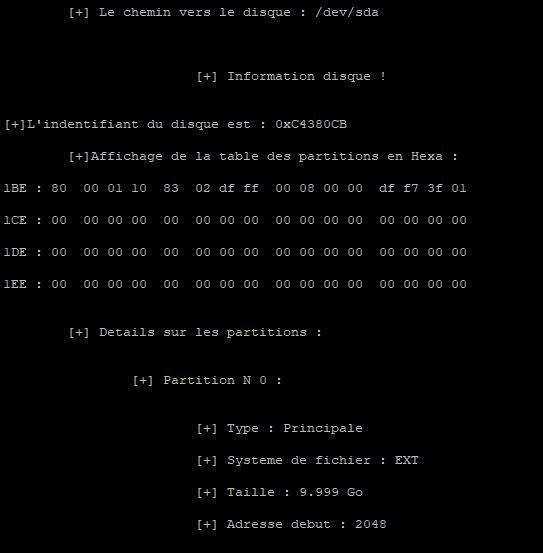 [+] Le chemin vers le disque : /dev/sda
[+] Information disque !
[+]L'indentifiant du disque est : 0xC4380CB
[+]Affichage de la table des partitions en Hexa :
1BE : 80 00 01 10 83 02 df ff 00 08 00 00 df f7 3f 01
1CE : 00 00 00 00 00 00 00 00 00 00 00 00 00 00 00 00
1DE : 00 00 00 00 00 00 00 00 00 00 00 00 00 00 00 00
1EE : 00 00 00 00 00 00 00 00 00 00 00 00 00 00 00 00
[+] Details sur les partitions :
[+] Partition N 0 :
[+] Type : Principale
[+] Systeme de fichier : EXT
[+] Taille : 9.999 Go
[+] Adresse debut : 2048